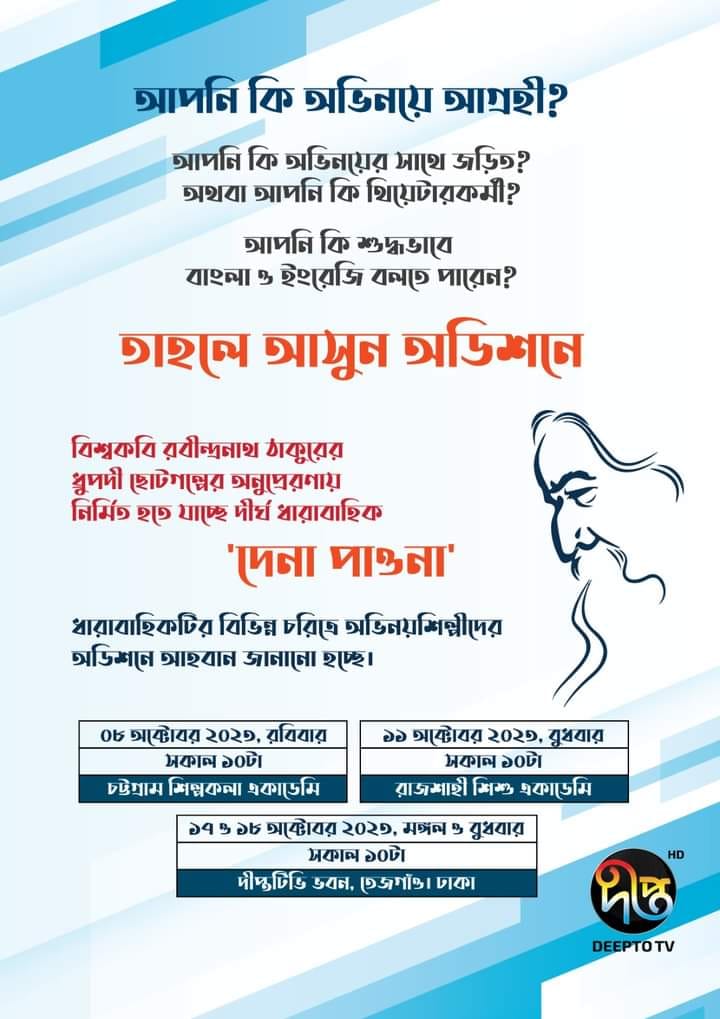 আপনি কি অভিনয়ে আগ্রহী?
আপনি কি অভিনয়ের সাথে জড়িত?
অথবা আপনি কি থিয়েটারকর্মী?
আপনি কি শুদ্ধভাবে
বাংলা ও ইংরেজি বলতে পারেন?
তাহলে আসুন অডিশনে
বিশ্বকবি রবীন্দ্রনাথ ঠাকুরের
ধ্রুপদী ছোটগল্পের অনুপ্রেরণায়
নির্মিত হতে যাচ্ছে দীর্ঘ ধারাবাহিক
'দেনা পাওনা'
ধারাবাহিকটির বিভিন্ন চরিত্রে অভিনয়শিল্পীদের
অডিশনে আহবান জানানো হচ্ছে।
০৮ অক্টোবর ২০২৩, রবিবার
সকাল ১০টা
চট্টগ্রাম শিল্পকলা একাডেমি
১১ অক্টোবর ২০২৩, বুধবার
সকাল ১০টা
রাজশাহী শিশু একাডেমি
১৭ ও ১৮ অক্টোবর ২০২৩, মঙ্গল ও বুধবার
সকাল ১০টা
দীপ্তটিভি ভবন, তেজগাঁও। ঢাকা
HD
দীপ্ত
DEEPTO TV